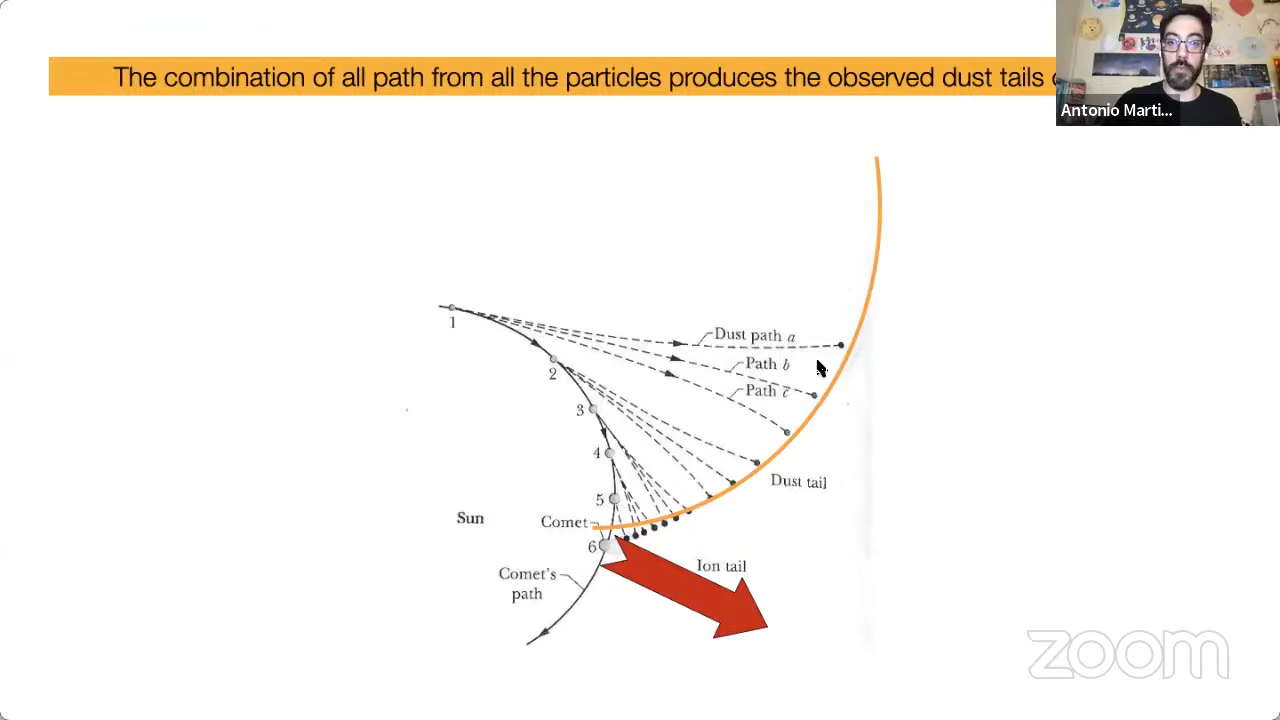 The combination of all path from all the particles produces the observed dust tails
Antonio Marti...
1
Dust path a
2
Path b
Path c
3
4
Dust tail
5
Sun
Comet
6
Ion tail
Comet's
path
zoom